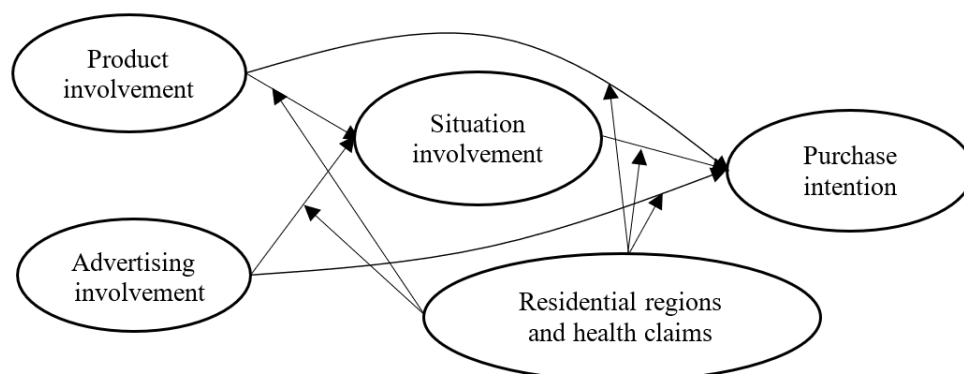 Product
involvement
Situation
involvement
Purchase
intention
Advertising
involvement
Residential regions
and health claims